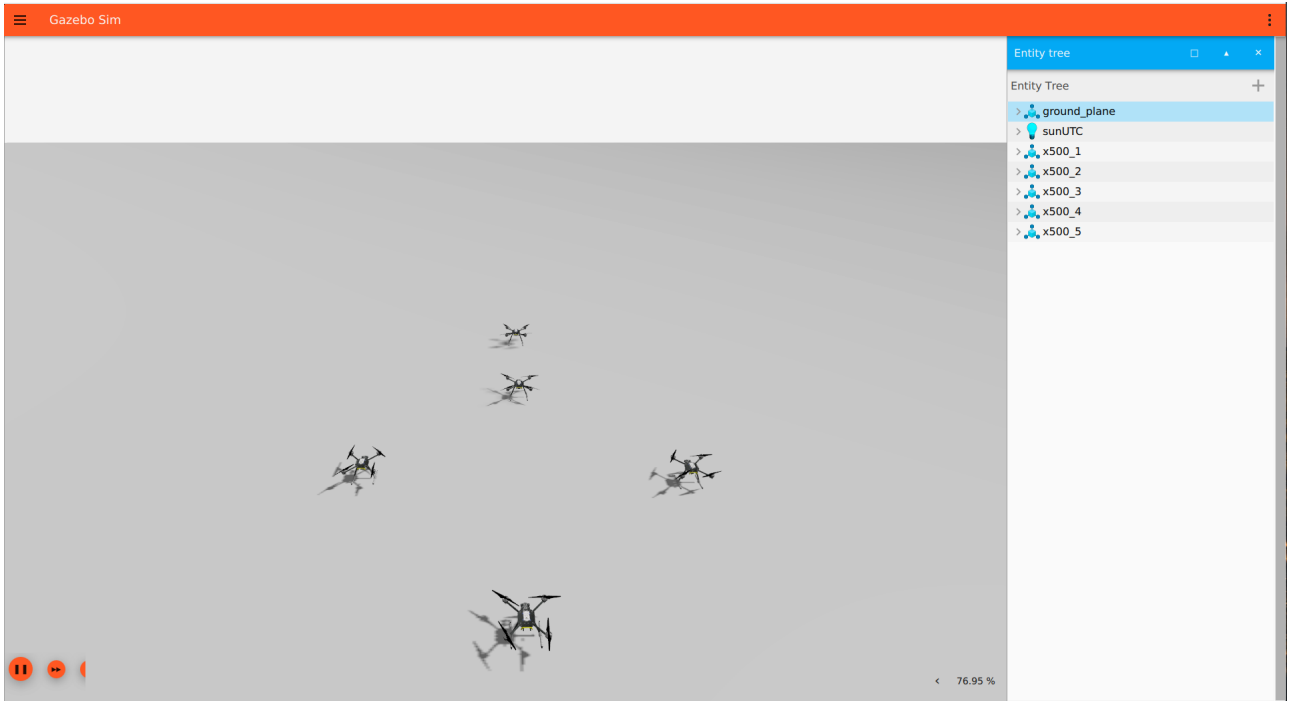 Gazebo Sim
Entity tree
Entity Tree
ground_plane
sunUTC
x500_1
x500_2
x500_3
x500_4
x500_5
76.95 %